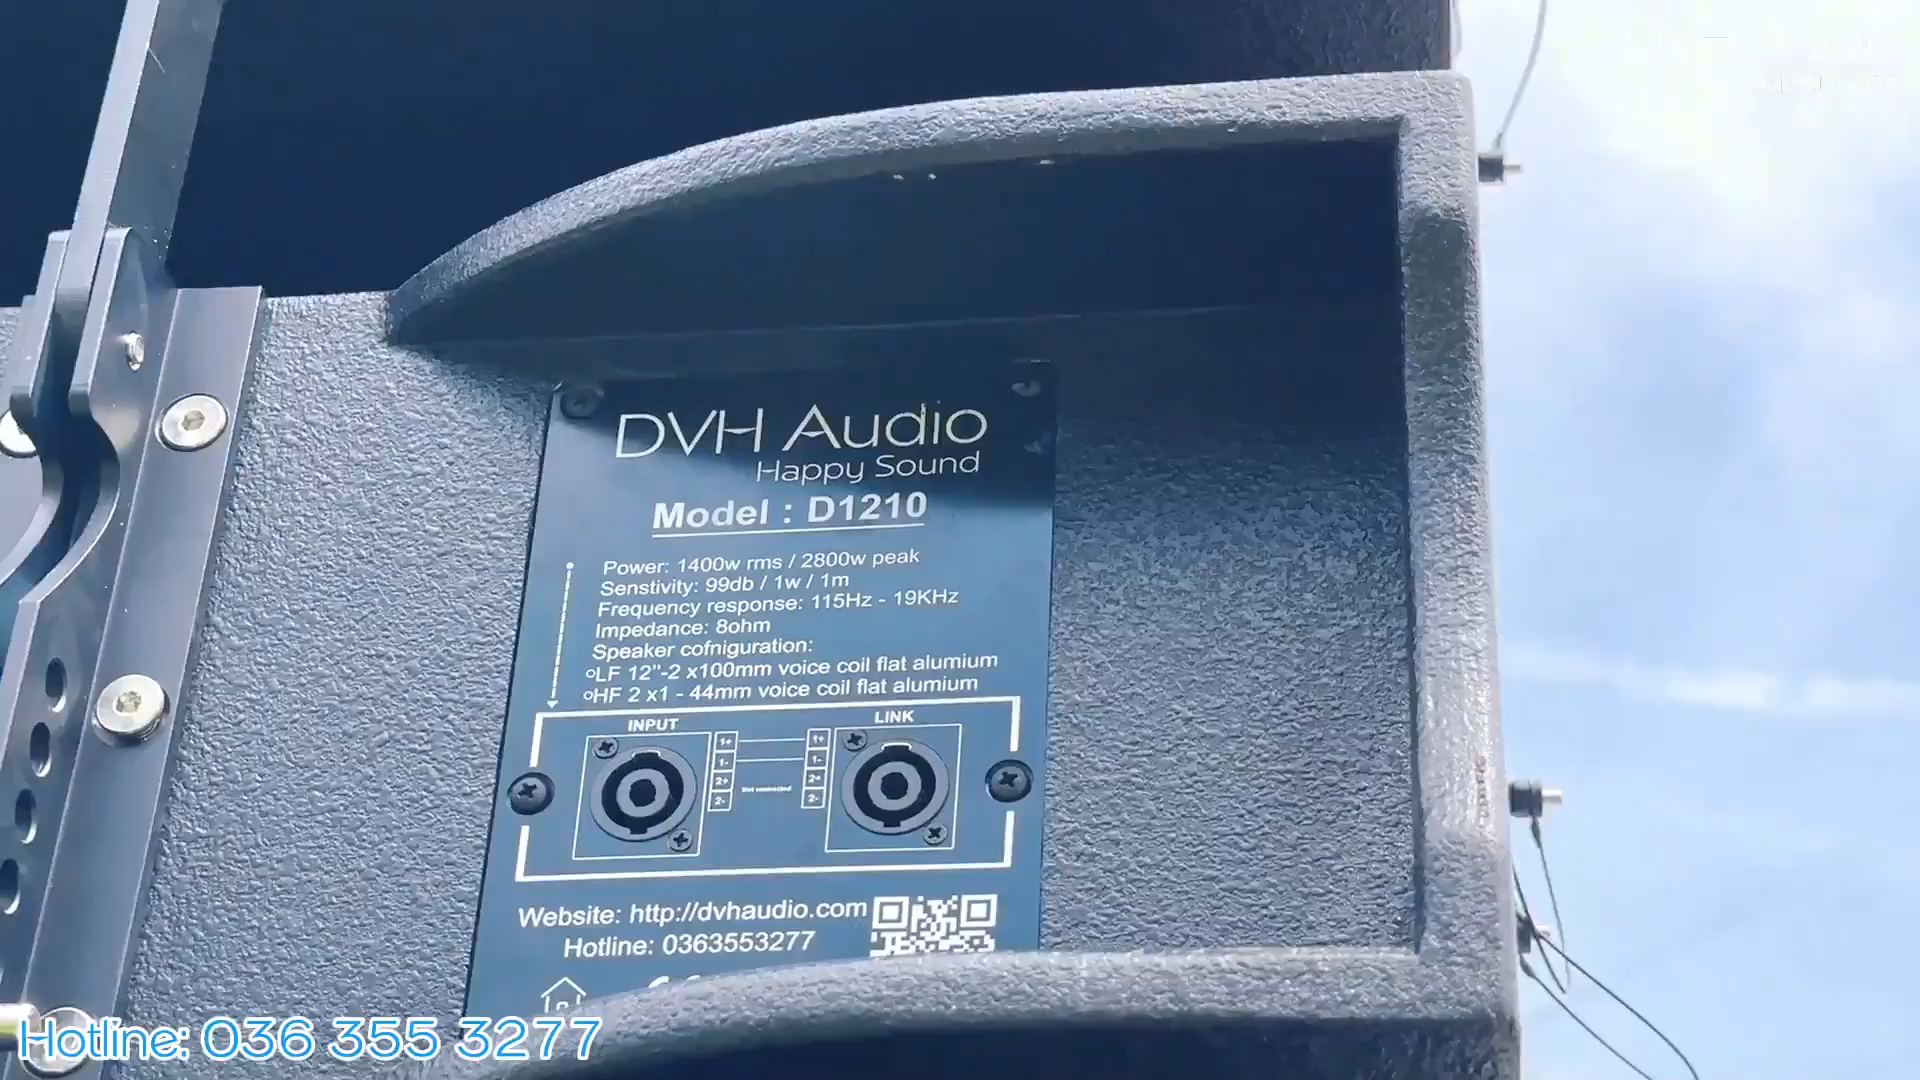 DVH Audio
Happy Sound
Model : D1210
Power: 1400w rms / 2800w peak
Senstivity: 99db / 1w / 1m
Frequency response: 115Hz - 19KHz
Impedance: 8ohm
Speaker cofniguration:
LF 12"-2 x100mm voice coil flat alumium
HF 2 x1 - 44mm voice coil flat alumium
INPUT
LINK
1+ 1+
1- 1-
2+ Not connected 2+
2- 2-
Website: http://dvhaudio.com
Hotline: 0363553277
Hotline: 036 355 3277